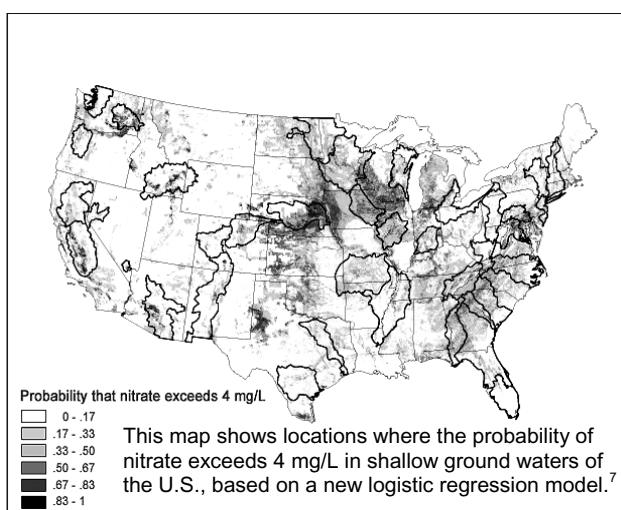 Probability that nitrate exceeds 4 mg/L
0 - .17
.17 - .33
.33 - .50
.50 - .67
.67 - .83
.83 - 1
This map shows locations where the probability of
nitrate exceeds 4 mg/L in shallow ground waters of
the U.S., based on a new logistic regression model.7